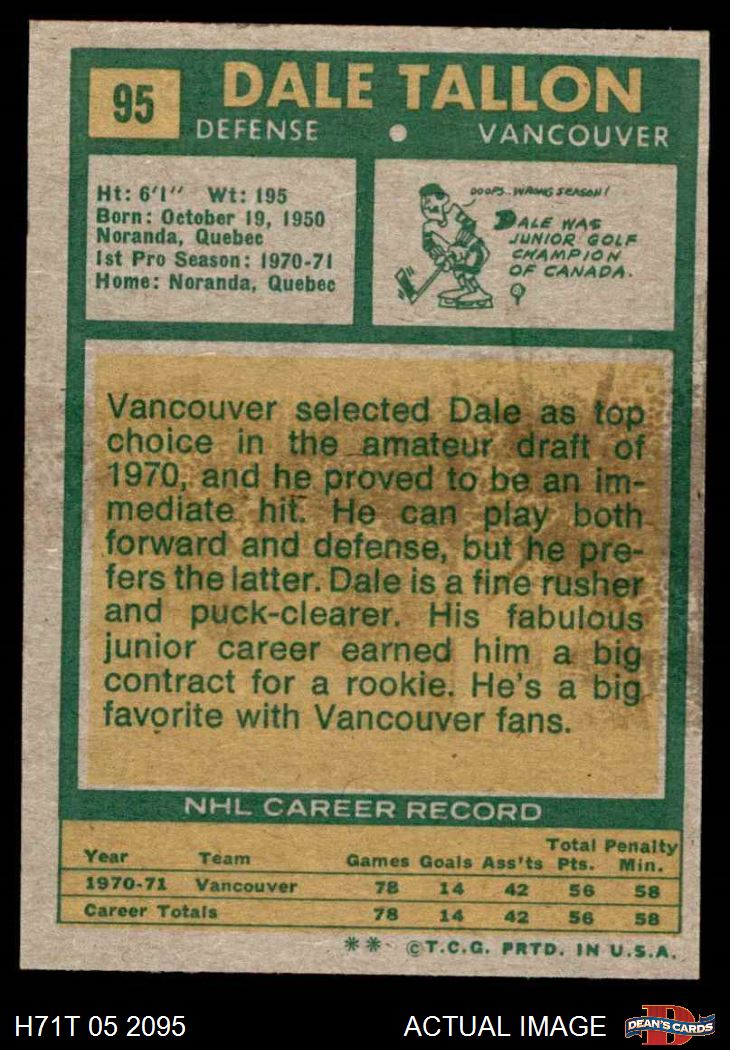 95
DALE TALLON
DEFENSE • VANCOUVER
Ht: 6'1" Wt: 195
Born: October 19, 1950
Noranda, Quebec
1st Pro Season: 1970-71
Home: Noranda, Quebec
OOOPS.. WRONG SEASON!
DALE WAS
JUNIOR GOLF
CHAMPION
OF CANADA.
Vancouver selected Dale as top
choice in the amateur draft of
1970, and he proved to be an im-
mediate hit. He can play both
forward and defense, but he pre-
fers the latter. Dale is a fine rusher
and puck-clearer. His fabulous
junior career earned him a big
contract for a rookie. He's a big
favorite with Vancouver fans.
NHL CAREER RECORD
Year Team Games Goals Ass'ts Total Pts. Penalty Min.
1970-71 Vancouver 78 14 42 56 58
Career Totals 78 14 42 56 58
** ©T.C.G. PRTD. IN U.S.A.
H71T 05 2095
ACTUAL IMAGE
D
DEAN'S CARDS